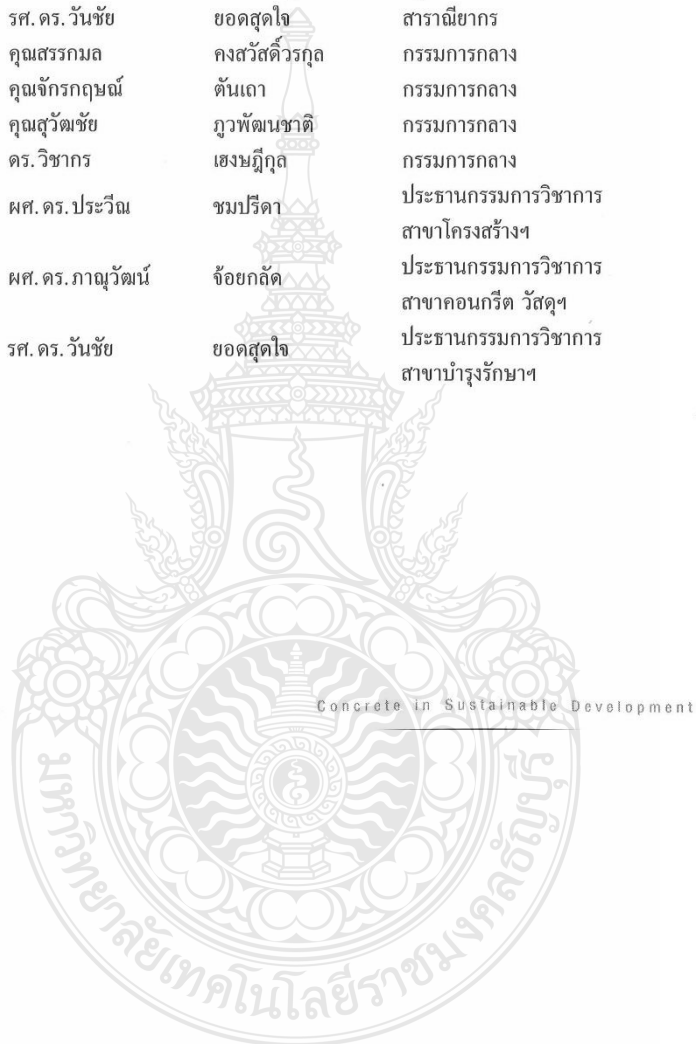 รศ.ดร.วันชัย ยอดสุดใจ สาราณียากร
คุณสรรกมล คงสวัสดิ์วรกุล กรรมการกลาง
คุณจักรกฤษณ์ ตันเถา กรรมการกลาง
คุณสุวัฒชัย ภูวพัฒนชาติ กรรมการกลาง
ดร.วิชากร เฮงษฎีกุล กรรมการกลาง
ผศ.ดร.ประวีณ ชมปรีดา ประธานกรรมการวิชาการ
สาขาโครงสร้างฯ
ผศ.ดร.ภาณุวัฒน์ จ้อยกลัด ประธานกรรมการวิชาการ
สาขาคอนกรีต วัสดุฯ
รศ.ดร.วันชัย ยอดสุดใจ ประธานกรรมการวิชาการ
สาขาบำรุงรักษาฯ
Concrete in Sustainable Development
มหาวิทยาลัยเทคโนโลยีราชมงคลธัญบุรี